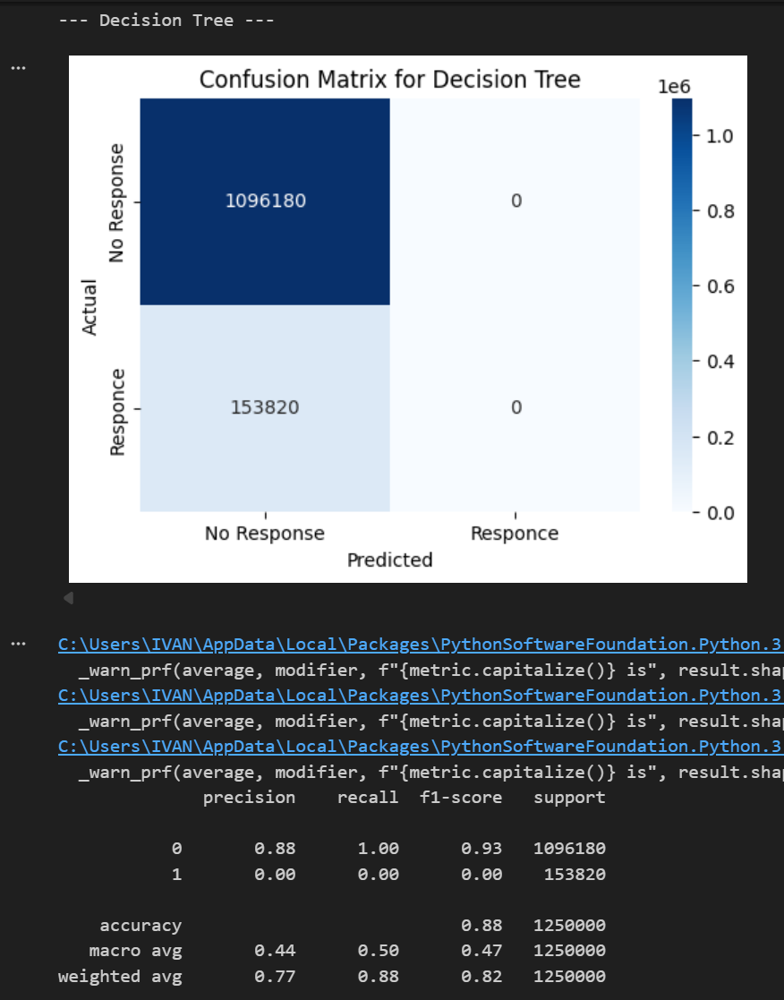 --- Decision Tree ---
...
Confusion Matrix for Decision Tree
1e6
No Response
1096180
0
1.0
0.8
0.6
Actual
0.4
Responce
153820
0
0.2
0.0
No Response
Responce
Predicted
...
C:\Users\IVAN\AppData\Local\Packages\PythonSoftwareFoundation.Python.3
_warn_prf(average, modifier, f"{metric.capitalize()} is", result.shap
C:\Users\IVAN\AppData\Local\Packages\PythonSoftwareFoundation.Python.3
_warn_prf(average, modifier, f"{metric.capitalize()} is", result.shap
C:\Users\IVAN\AppData\Local\Packages\PythonSoftwareFoundation.Python.3
_warn_prf(average, modifier, f"{metric.capitalize()} is", result.shap
precision recall f1-score support
0 0.88 1.00 0.93 1096180
1 0.00 0.00 0.00 153820
accuracy 0.88 1250000
macro avg 0.44 0.50 0.47 1250000
weighted avg 0.77 0.88 0.82 1250000